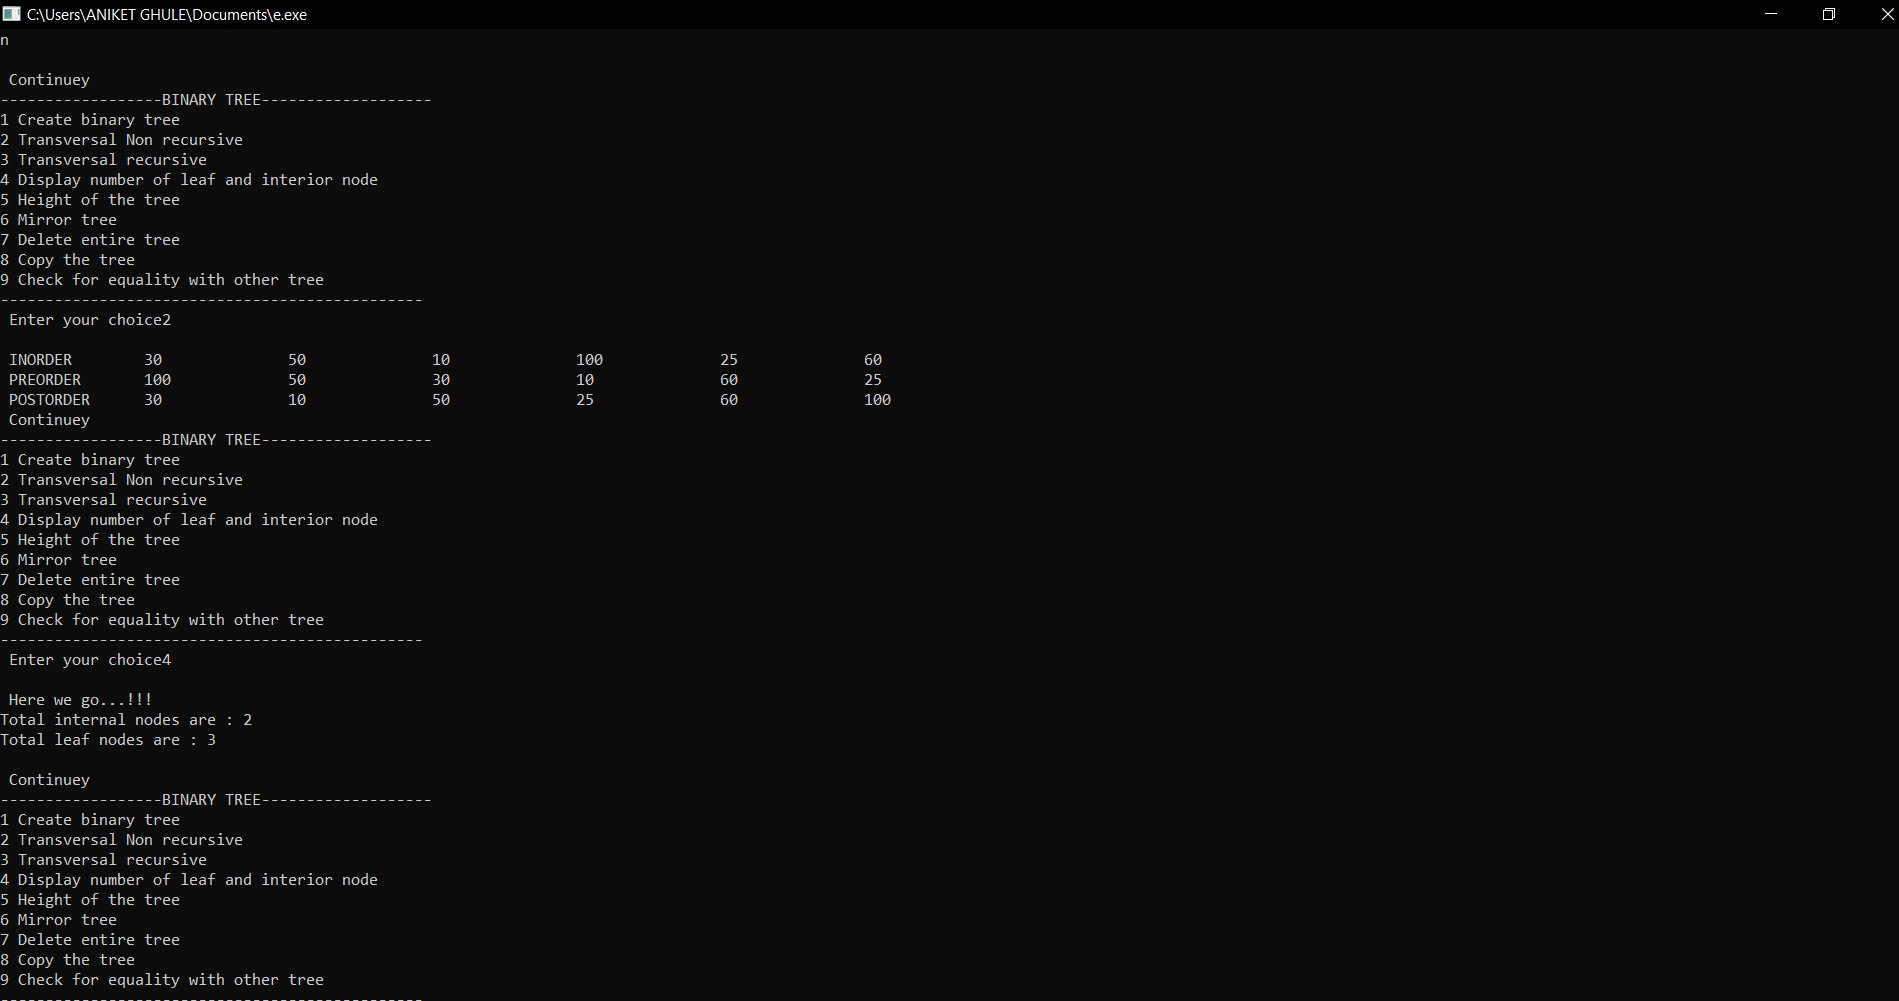 C:\Users\ANIKET GHULE\Documents\e.exe
n
Continuey
------------------BINARY TREE-------------------
1 Create binary tree
2 Transversal Non recursive
3 Transversal recursive
4 Display number of leaf and interior node
5 Height of the tree
6 Mirror tree
7 Delete entire tree
8 Copy the tree
9 Check for equality with other tree
-----------------------------------------------
Enter your choice2
INORDER 30 50 10 100 25 60
PREORDER 100 50 30 10 60 25
POSTORDER 30 10 50 25 60 100
Continuey
------------------BINARY TREE-------------------
1 Create binary tree
2 Transversal Non recursive
3 Transversal recursive
4 Display number of leaf and interior node
5 Height of the tree
6 Mirror tree
7 Delete entire tree
8 Copy the tree
9 Check for equality with other tree
-----------------------------------------------
Enter your choice4
Here we go...!!!
Total internal nodes are : 2
Total leaf nodes are : 3
Continuey
------------------BINARY TREE-------------------
1 Create binary tree
2 Transversal Non recursive
3 Transversal recursive
4 Display number of leaf and interior node
5 Height of the tree
6 Mirror tree
7 Delete entire tree
8 Copy the tree
9 Check for equality with other tree
-----------------------------------------------